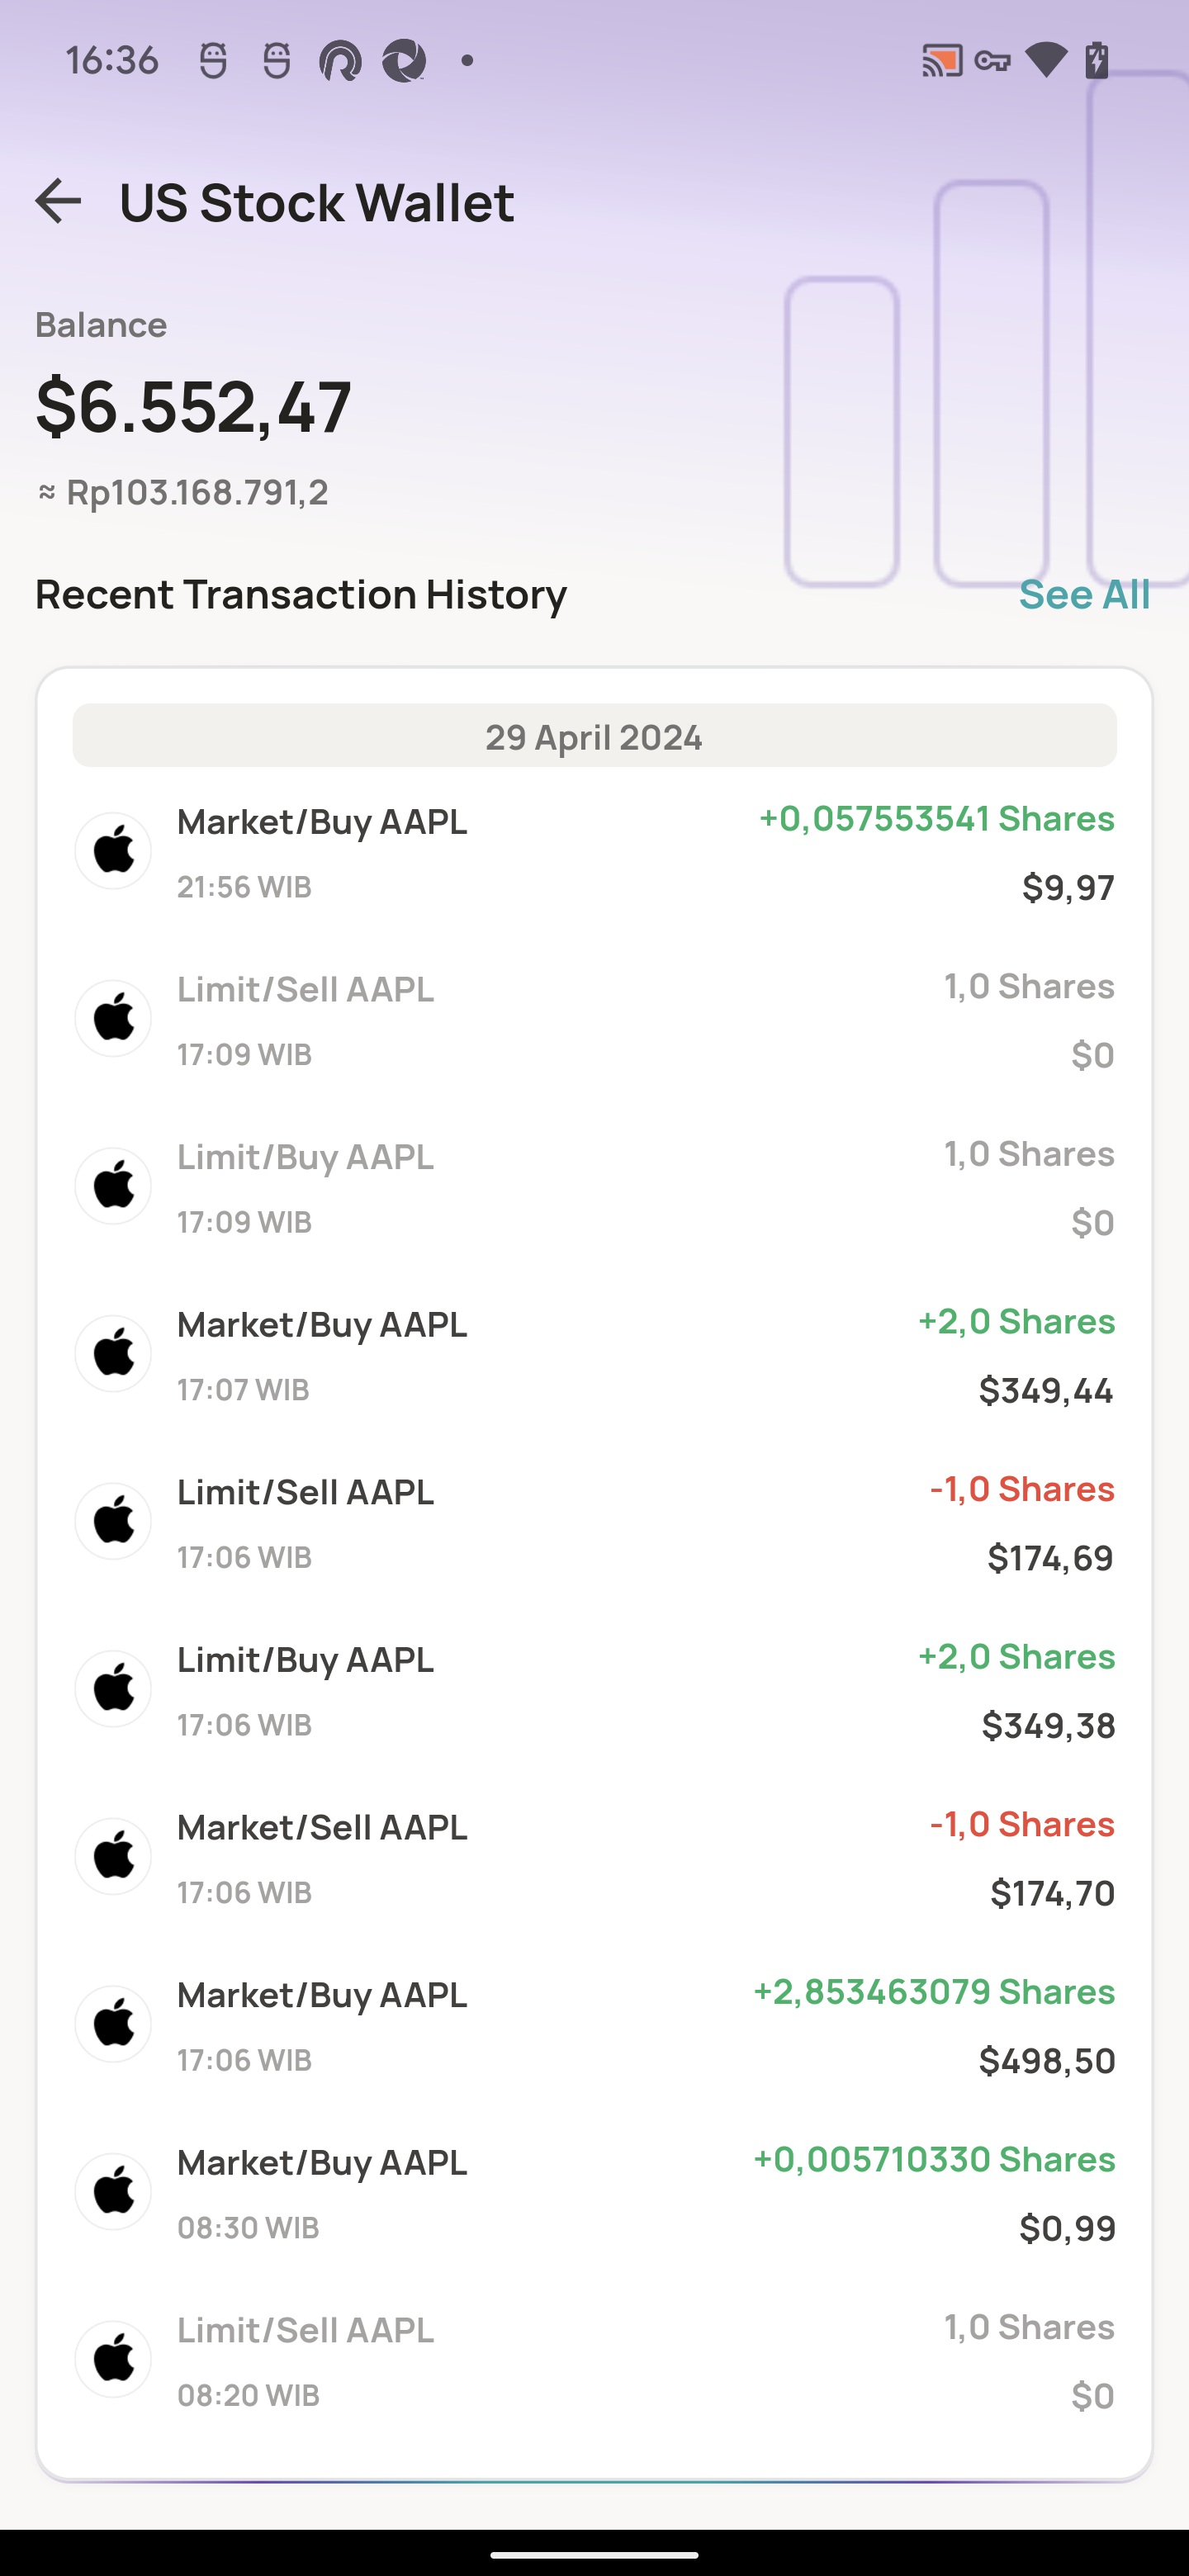 16:36
US Stock Wallet
Balance
$6.552,47
≈ Rp103.168.791,2
Recent Transaction History
See All
29 April 2024
Market/Buy AAPL
+0,057553541 Shares
21:56 WIB
$9,97
Limit/Sell AAPL
1,0 Shares
17:09 WIB
$0
Limit/Buy AAPL
1,0 Shares
17:09 WIB
$0
Market/Buy AAPL
+2,0 Shares
17:07 WIB
$349,44
Limit/Sell AAPL
-1,0 Shares
17:06 WIB
$174,69
Limit/Buy AAPL
+2,0 Shares
17:06 WIB
$349,38
Market/Sell AAPL
-1,0 Shares
17:06 WIB
$174,70
Market/Buy AAPL
+2,853463079 Shares
17:06 WIB
$498,50
Market/Buy AAPL
+0,005710330 Shares
08:30 WIB
$0,99
Limit/Sell AAPL
1,0 Shares
08:20 WIB
$0